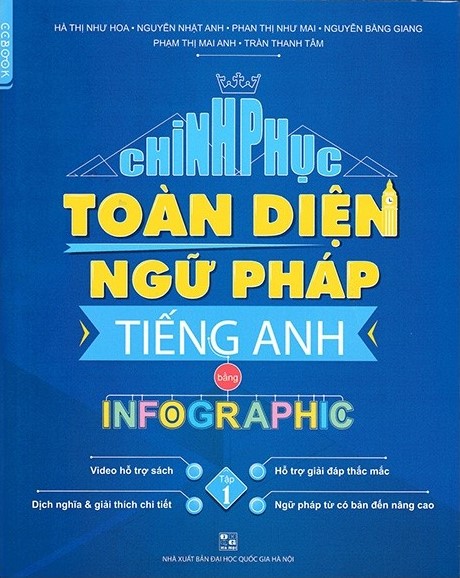 CCBOOK
HÀ THỊ NHƯ HOA • NGUYỄN NHẬT ANH • PHAN THỊ NHƯ MAI • NGUYỄN BẰNG GIANG
PHẠM THỊ MAI ANH • TRẦN THANH TÂM
CHINH PHỤC
TOÀN DIỆN
NGỮ PHÁP
TIẾNG ANH
bằng
INFOGRAPHIC
Video hỗ trợ sách
Hỗ trợ giải đáp thắc mắc
Tập
1
Dịch nghĩa & giải thích chi tiết
Ngữ pháp từ cơ bản đến nâng cao
HÀ NỘI
NHÀ XUẤT BẢN ĐẠI HỌC QUỐC GIA HÀ NỘI